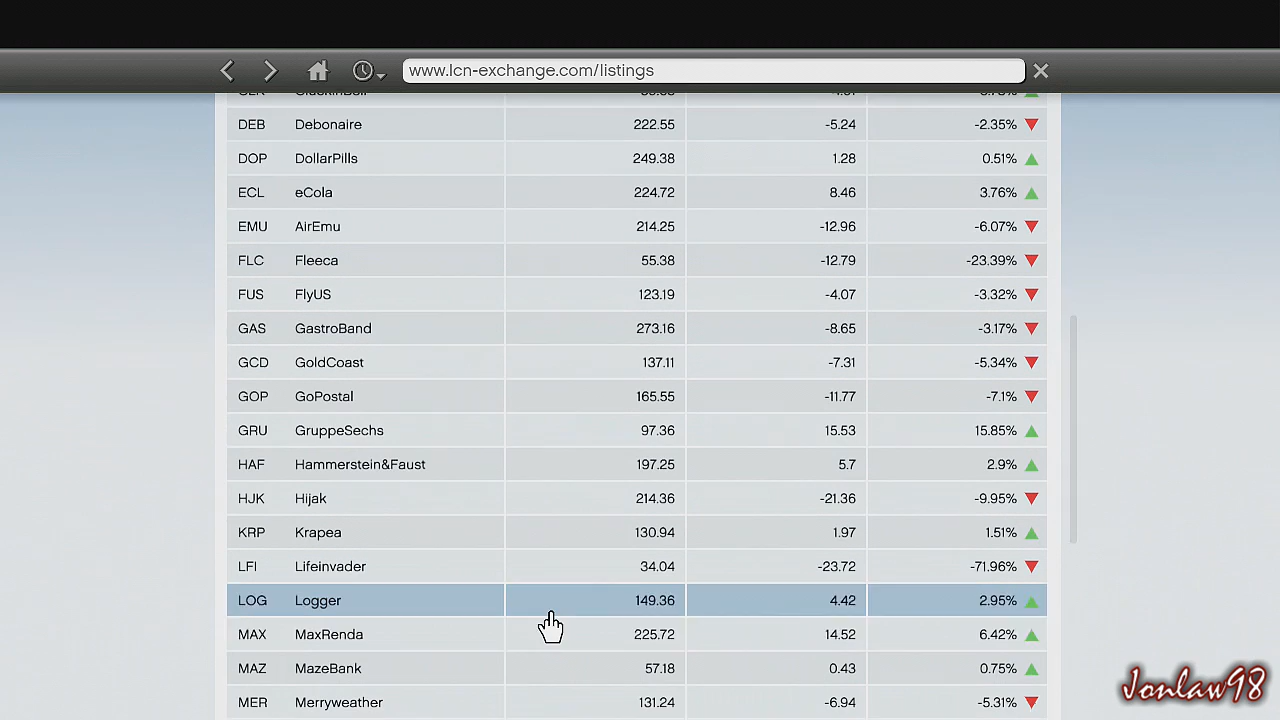 www.lcn-exchange.com/listings
DEB Debonaire 222.55 -5.24 -2.35%
DOP DollarPills 249.38 1.28 0.51%
ECL eCola 224.72 8.46 3.76%
EMU AirEmu 214.25 -12.96 -6.07%
FLC Fleeca 55.38 -12.79 -23.39%
FUS FlyUS 123.19 -4.07 -3.32%
GAS GastroBand 273.16 -8.65 -3.17%
GCD GoldCoast 137.11 -7.31 -5.34%
GOP GoPostal 165.55 -11.77 -7.1%
GRU GruppeSechs 97.36 15.53 15.85%
HAF Hammerstein&Faust 197.25 5.7 2.9%
HJK Hijak 214.36 -21.36 -9.95%
KRP Krapea 130.94 1.97 1.51%
LFI Lifeinvader 34.04 -23.72 -71.96%
LOG Logger 149.36 4.42 2.95%
MAX MaxRenda 225.72 14.52 6.42%
MAZ MazeBank 57.18 0.43 0.75%
MER Merryweather 131.24 -6.94 -5.31%
Jonlaw98